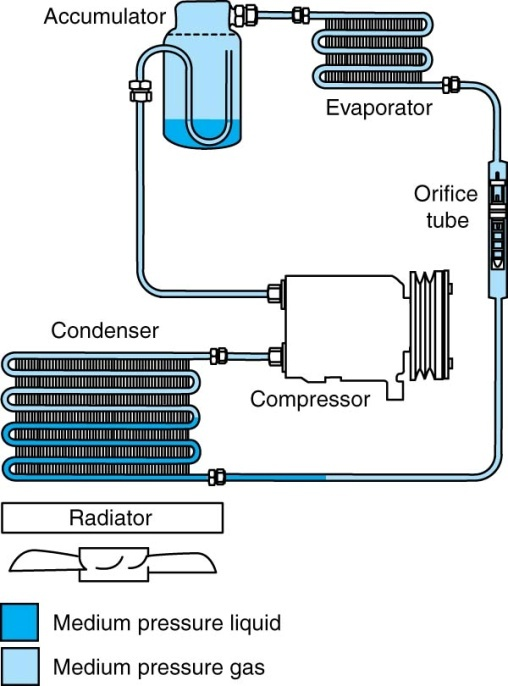 Accumulator
Evaporator
Orifice
tube
Condenser
Compressor
Radiator
Medium pressure liquid
Medium pressure gas